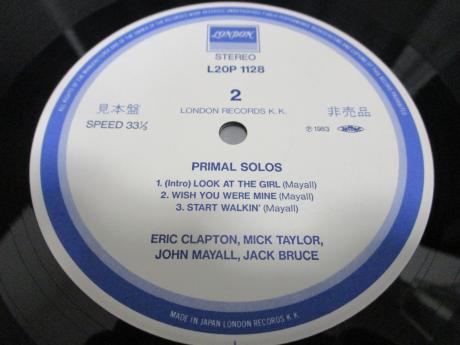 LONDON
STEREO
L20P 1128
2
LONDON RECORDS K.K.
見本盤
非売品
SPEED 33⅓
℗1983
PRIMAL SOLOS
1. (Intro) LOOK AT THE GIRL (Mayall)
2. WISH YOU WERE MINE (Mayall)
3. START WALKIN' (Mayall)
ERIC CLAPTON, MICK TAYLOR,
JOHN MAYALL, JACK BRUCE
MADE IN JAPAN LONDON RECORDS K.K.